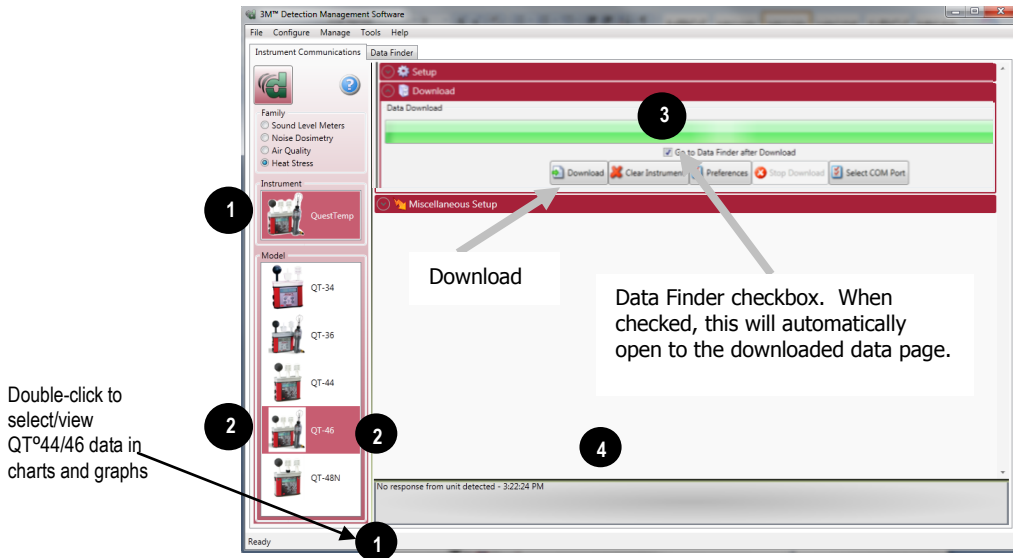 3M™ Detection Management Software
File Configure Manage Tools Help
Instrument Communications Data Finder
Family
Sound Level Meters
Noise Dosimetry
Air Quality
Heat Stress
Instrument
1
QuestTemp
Model
QT-34
QT-36
QT-44
2
QT-46
2
QT-48N
Setup
Download
Data Download
3
Go to Data Finder after Download
Download Clear Instrument Preferences Stop Download Select COM Port
Miscellaneous Setup
Download
Data Finder checkbox. When
checked, this will automatically
open to the downloaded data page.
Double-click to
select/view
QTº44/46 data in
charts and graphs
4
No response from unit detected - 3:22:24 PM
Ready
1